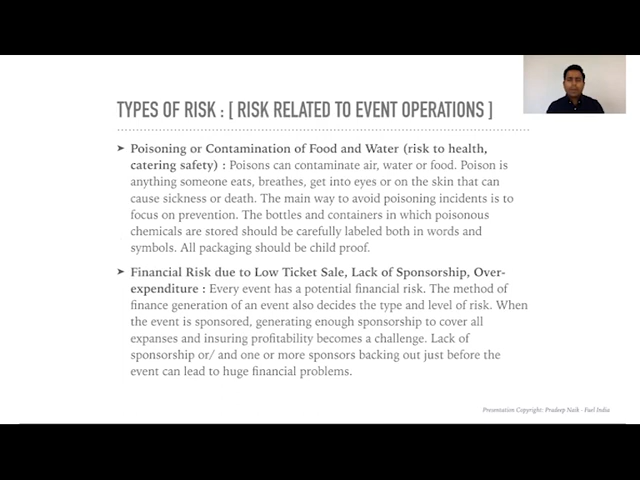 TYPES OF RISK : [ RISK RELATED TO EVENT OPERATIONS ]
➤ Poisoning or Contamination of Food and Water (risk to health,
catering safety) : Poisons can contaminate air, water or food. Poison is
anything someone eats, breathes, get into eyes or on the skin that can
cause sickness or death. The main way to avoid poisoning incidents is to
focus on prevention. The bottles and containers in which poisonous
chemicals are stored should be carefully labeled both in words and
symbols. All packaging should be child proof.
➤ Financial Risk due to Low Ticket Sale, Lack of Sponsorship, Over-
expenditure : Every event has a potential financial risk. The method of
finance generation of an event also decides the type and level of risk. When
the event is sponsored, generating enough sponsorship to cover all
expanses and insuring profitability becomes a challenge. Lack of
sponsorship or/ and one or more sponsors backing out just before the
event can lead to huge financial problems.
Presentation Copyright: Pradeep Naik - Fuel India